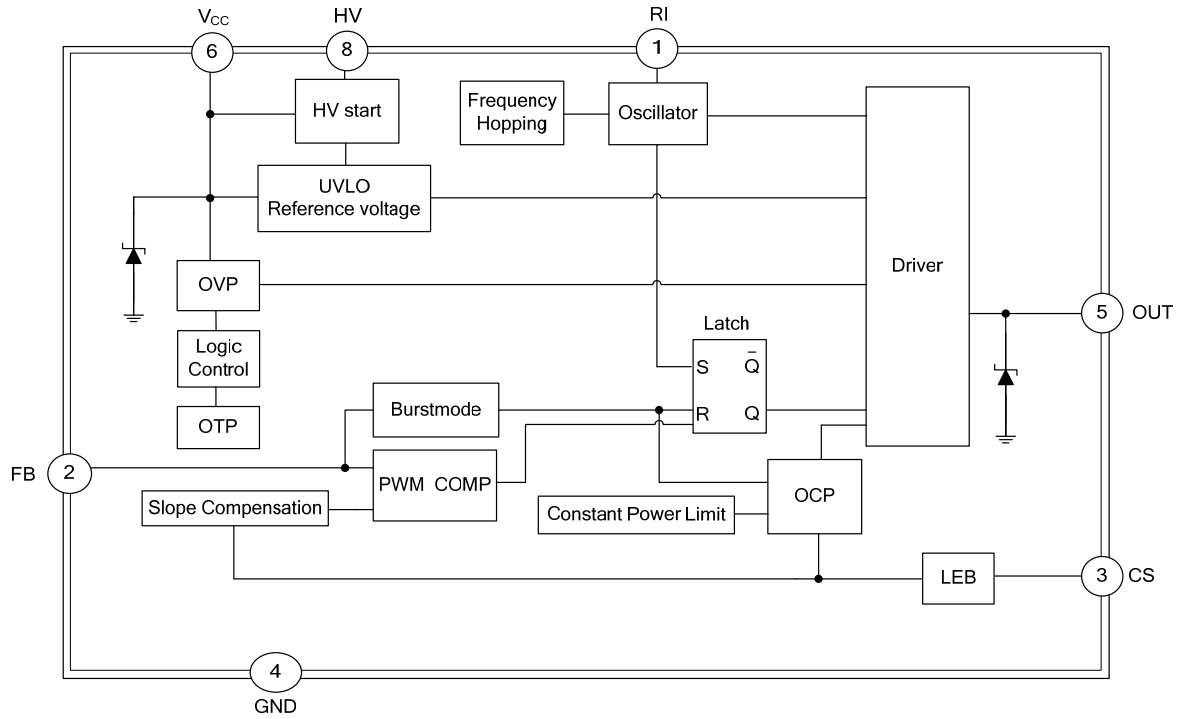 VCC
HV
RI
6
8
1
HV start
Frequency
Hopping
Oscillator
UVLO
Reference voltage
OVP
Driver
5
OUT
Latch
Logic
Control
S
Q̅
Burstmode
R
Q
OTP
FB
2
PWM COMP
Slope Compensation
Constant Power Limit
OCP
LEB
3
CS
4
GND